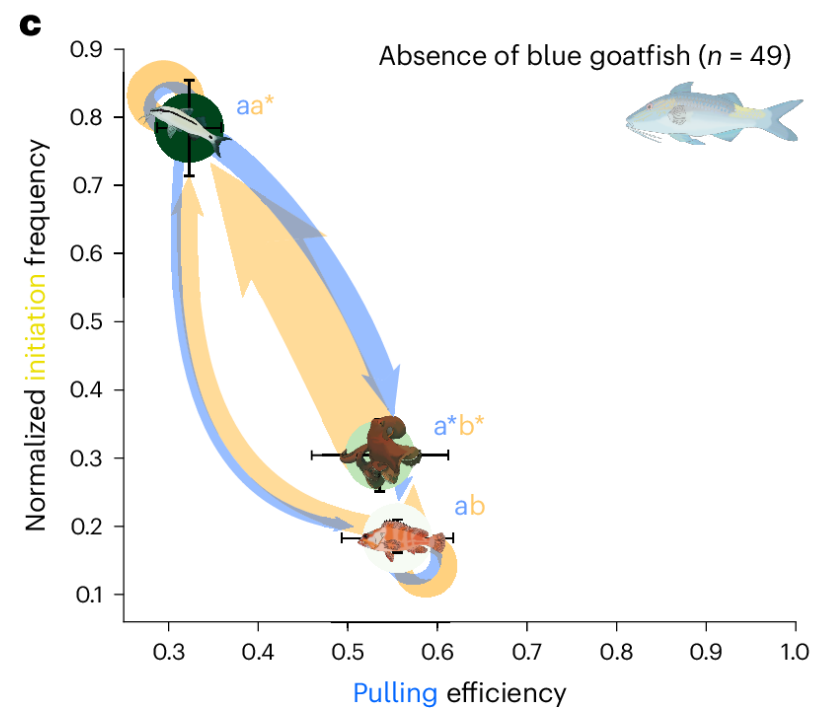 c
Absence of blue goatfish (n = 49)
Normalized initiation frequency
0.9
0.8
0.7
0.6
0.5
0.4
0.3
0.2
0.1
aa*
a*b*
ab
0.3 0.4 0.5 0.6 0.7 0.8 0.9 1.0
Pulling efficiency